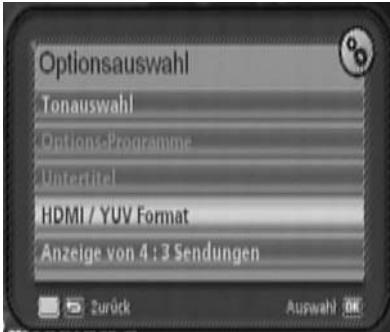 Optionsauswahl
Tonauswahl
Options-Programme
Untertitel
HDMI / YUV Format
Anzeige von 4 : 3 Sendungen
Zurück Auswahl OK